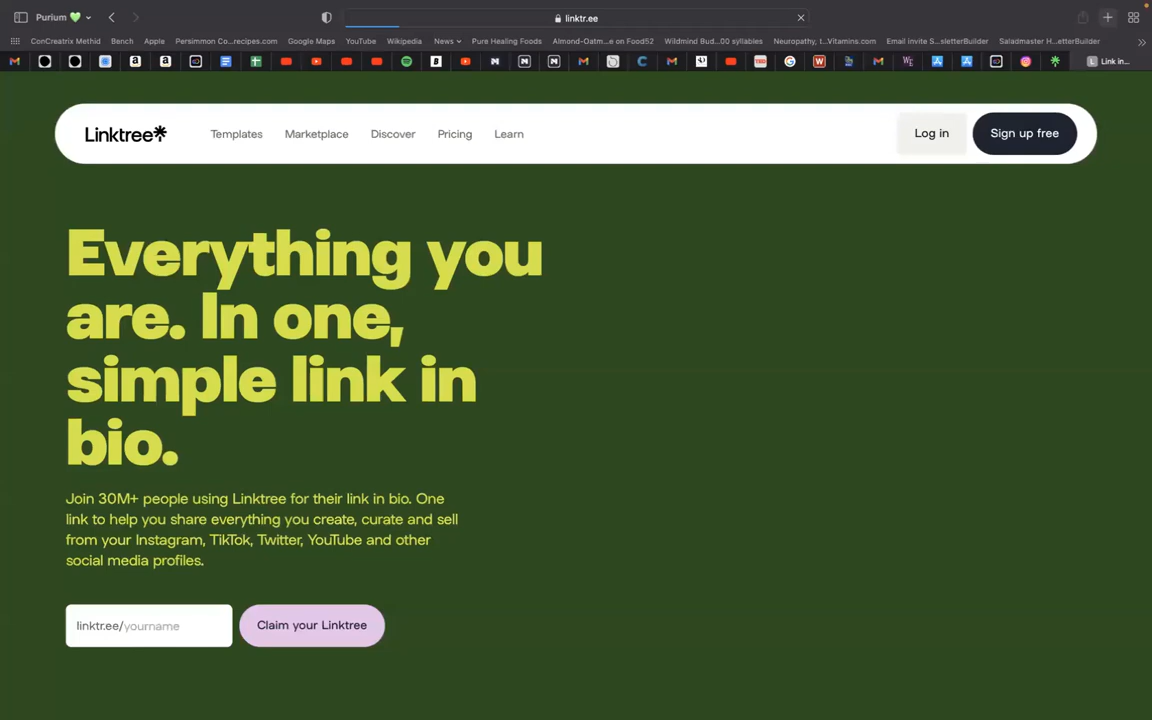 Purium 💚
linktr.ee
ConCreatrix Methid Bench Apple Persimmon Co...recipes.com Google Maps YouTube Wikipedia News Pure Healing Foods Almond-Oatm...e on Food52 Wildmind Bud...00 syllables Neuropathy, t...Vitamins.com Email invite S...sletterBuilder Saladmaster H...etterBuilder
L Link in...
Linktree* Templates Marketplace Discover Pricing Learn Log in Sign up free
Everything you
are. In one,
simple link in
bio.
Join 30M+ people using Linktree for their link in bio. One
link to help you share everything you create, curate and sell
from your Instagram, TikTok, Twitter, YouTube and other
social media profiles.
linktr.ee/yourname Claim your Linktree